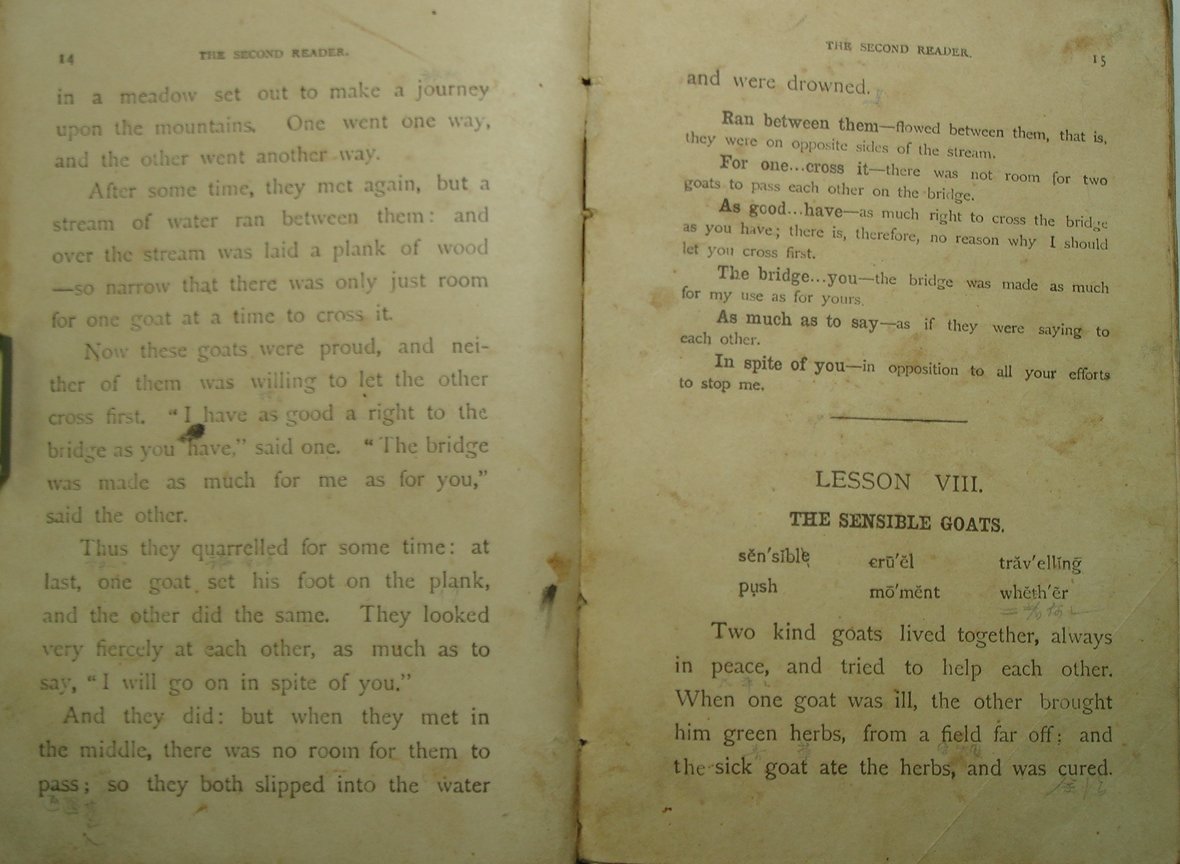 14
THE SECOND READER.
in a meadow set out to make a journey
upon the mountains. One went one way,
and the other went another way.
After some time, they met again, but a
stream of water ran between them: and
over the stream was laid a plank of wood
—so narrow that there was only just room
for one goat at a time to cross it.
Now these goats were proud, and nei-
ther of them was willing to let the other
cross first. “I have as good a right to the
bridge as you have,” said one. “The bridge
was made as much for me as for you,”
said the other.
Thus they quarrelled for some time: at
last, one goat set his foot on the plank,
and the other did the same. They looked
very fiercely at each other, as much as to
say, “I will go on in spite of you.”
And they did: but when they met in
the middle, there was no room for them to
pass; so they both slipped into the water
THE SECOND READER.
15
and were drowned.
Ran between them—flowed between them, that is,
they were on opposite sides of the stream.
For one...cross it—there was not room for two
goats to pass each other on the bridge.
As good...have—as much right to cross the bridge
as you have; there is, therefore, no reason why I should
let you cross first.
The bridge...you—the bridge was made as much
for my use as for yours.
As much as to say—as if they were saying to
each other.
In spite of you—in opposition to all your efforts
to stop me.
LESSON VIII.
THE SENSIBLE GOATS.
sĕn′sĭblę crū′ĕl trăv′ellĭng
pụsh mō′mĕnt whĕth′ẽr
Two kind goats lived together, always
in peace, and tried to help each other.
When one goat was ill, the other brought
him green herbs, from a field far off: and
the sick goat ate the herbs, and was cured.